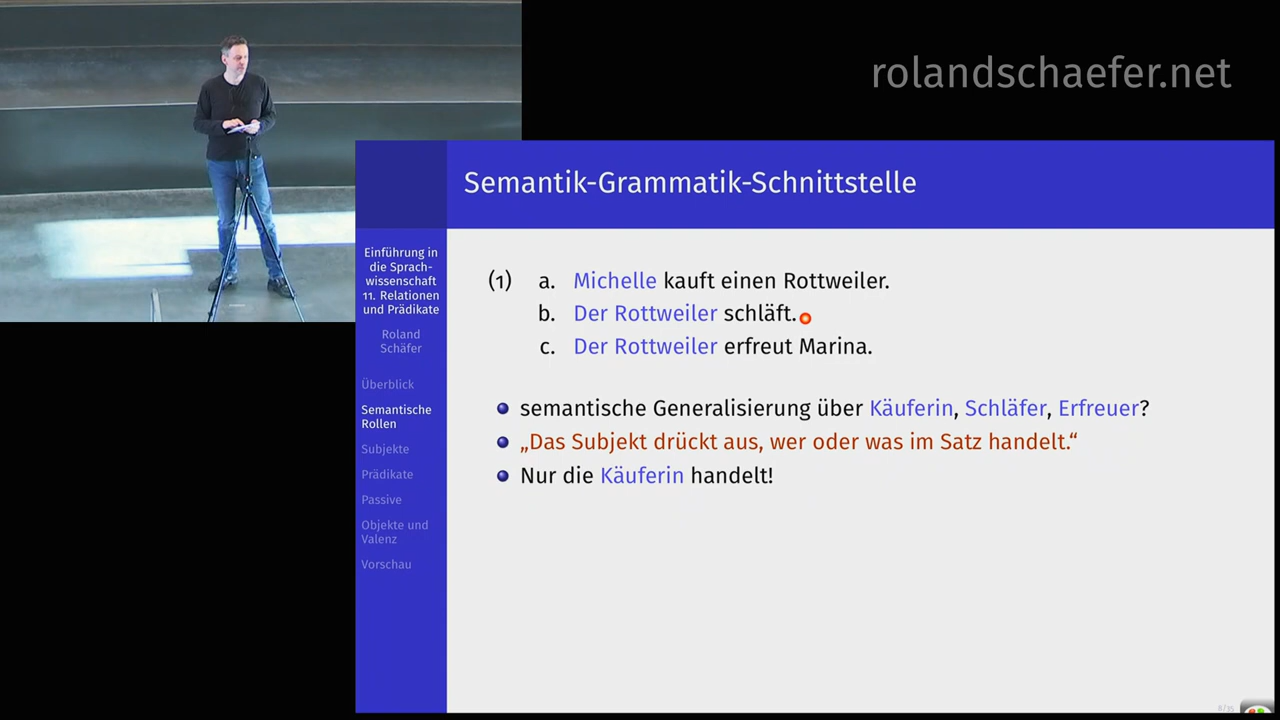 rolandschaefer.net
Semantik-Grammatik-Schnittstelle
Einführung in
die Sprach-
wissenschaft
11. Relationen
und Prädikate
Roland
Schäfer
Überblick
Semantische
Rollen
Subjekte
Prädikate
Passive
Objekte und
Valenz
Vorschau
(1) a. Michelle kauft einen Rottweiler.
b. Der Rottweiler schläft.
c. Der Rottweiler erfreut Marina.
semantische Generalisierung über Käuferin, Schläfer, Erfreuer?
„Das Subjekt drückt aus, wer oder was im Satz handelt.“
Nur die Käuferin handelt!